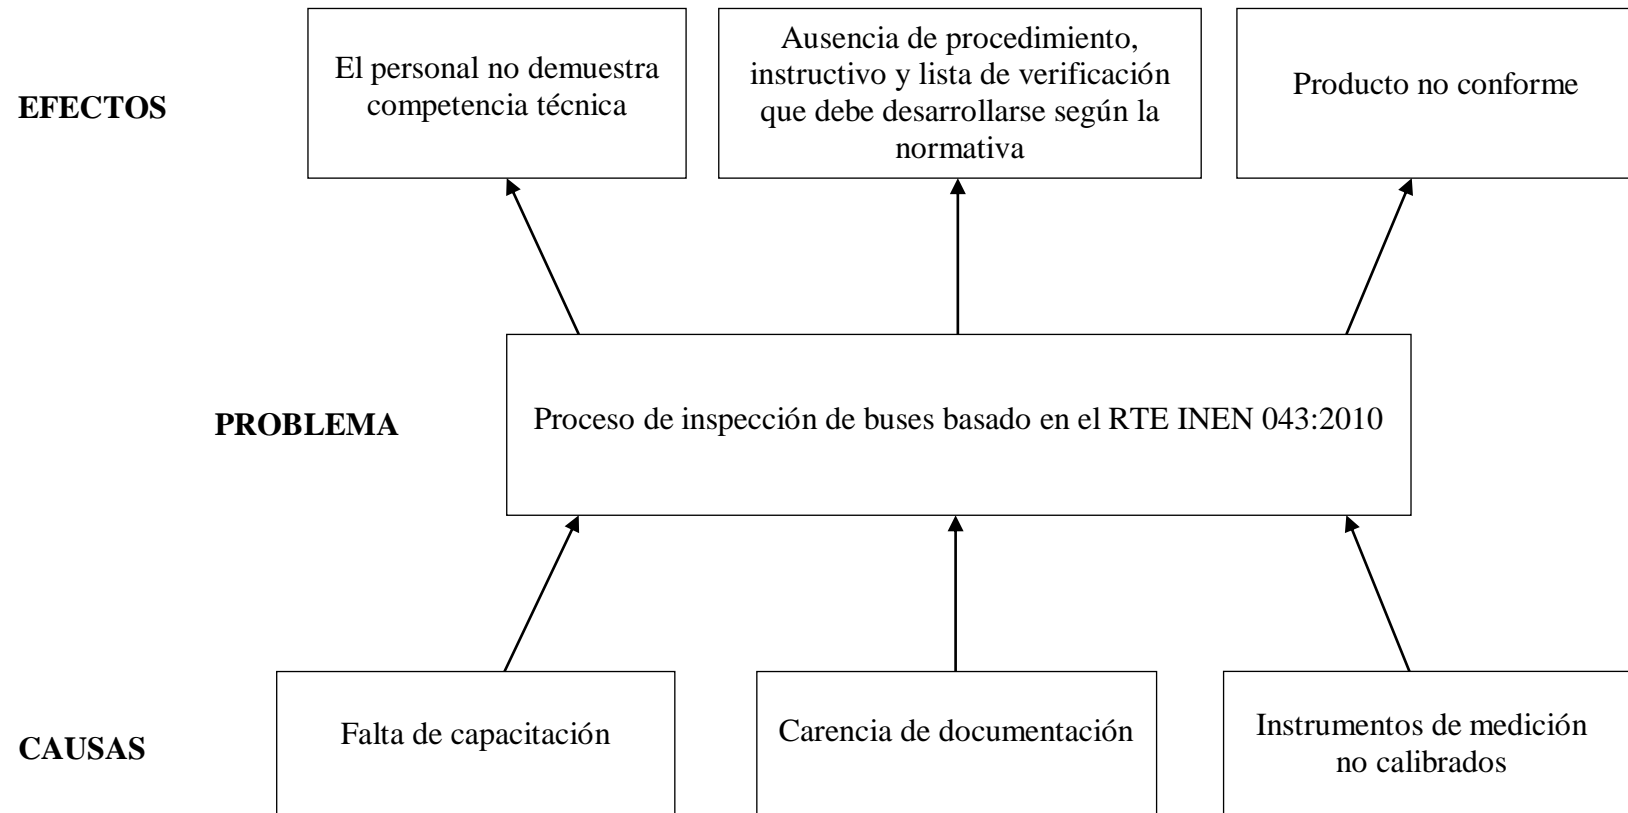 EFECTOS
El personal no demuestra
competencia técnica
Ausencia de procedimiento,
instructivo y lista de verificación
que debe desarrollarse según la
normativa
Producto no conforme
PROBLEMA
Proceso de inspección de buses basado en el RTE INEN 043:2010
CAUSAS
Falta de capacitación
Carencia de documentación
Instrumentos de medición
no calibrados